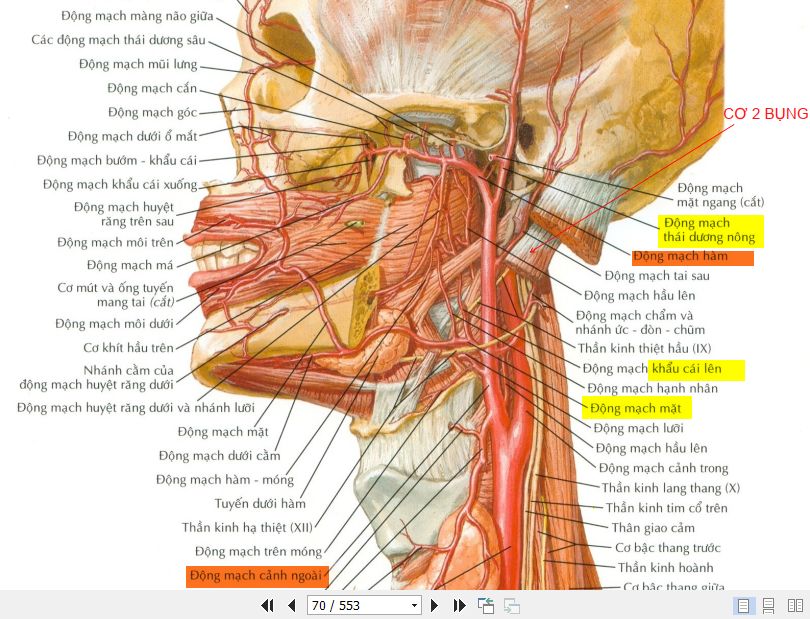 Động mạch màng não giữa
Các động mạch thái dương sâu
Động mạch mũi lưng
Động mạch cắn
Động mạch góc
Động mạch dưới ổ mắt
Động mạch bướm - khẩu cái
Động mạch khẩu cái xuống
Động mạch huyệt
răng trên sau
Động mạch môi trên
Động mạch má
Cơ mút và ống tuyến
mang tai (cắt)
Động mạch môi dưới
Cơ khít hầu trên
Nhánh cằm của
động mạch huyệt răng dưới
Động mạch huyệt răng dưới và nhánh lưỡi
Động mạch mặt
Động mạch dưới cằm
Động mạch hàm - móng
Tuyến dưới hàm
Thần kinh hạ thiệt (XII)
Động mạch trên móng
Động mạch cảnh ngoài
CƠ 2 BỤNG
Động mạch
mặt ngang (cắt)
Động mạch
thái dương nông
Động mạch hàm
Động mạch tai sau
Động mạch hầu lên
Động mạch chẩm và
nhánh ức - đòn - chũm
Thần kinh thiệt hầu (IX)
Động mạch khẩu cái lên
Động mạch hạnh nhân
Động mạch mặt
Động mạch lưỡi
Động mạch hầu lên
Động mạch cảnh trong
Thần kinh lang thang (X)
Thần kinh tim cổ trên
Thân giao cảm
Cơ bậc thang trước
Thần kinh hoành
Cơ bậc thang giữa
70 / 553